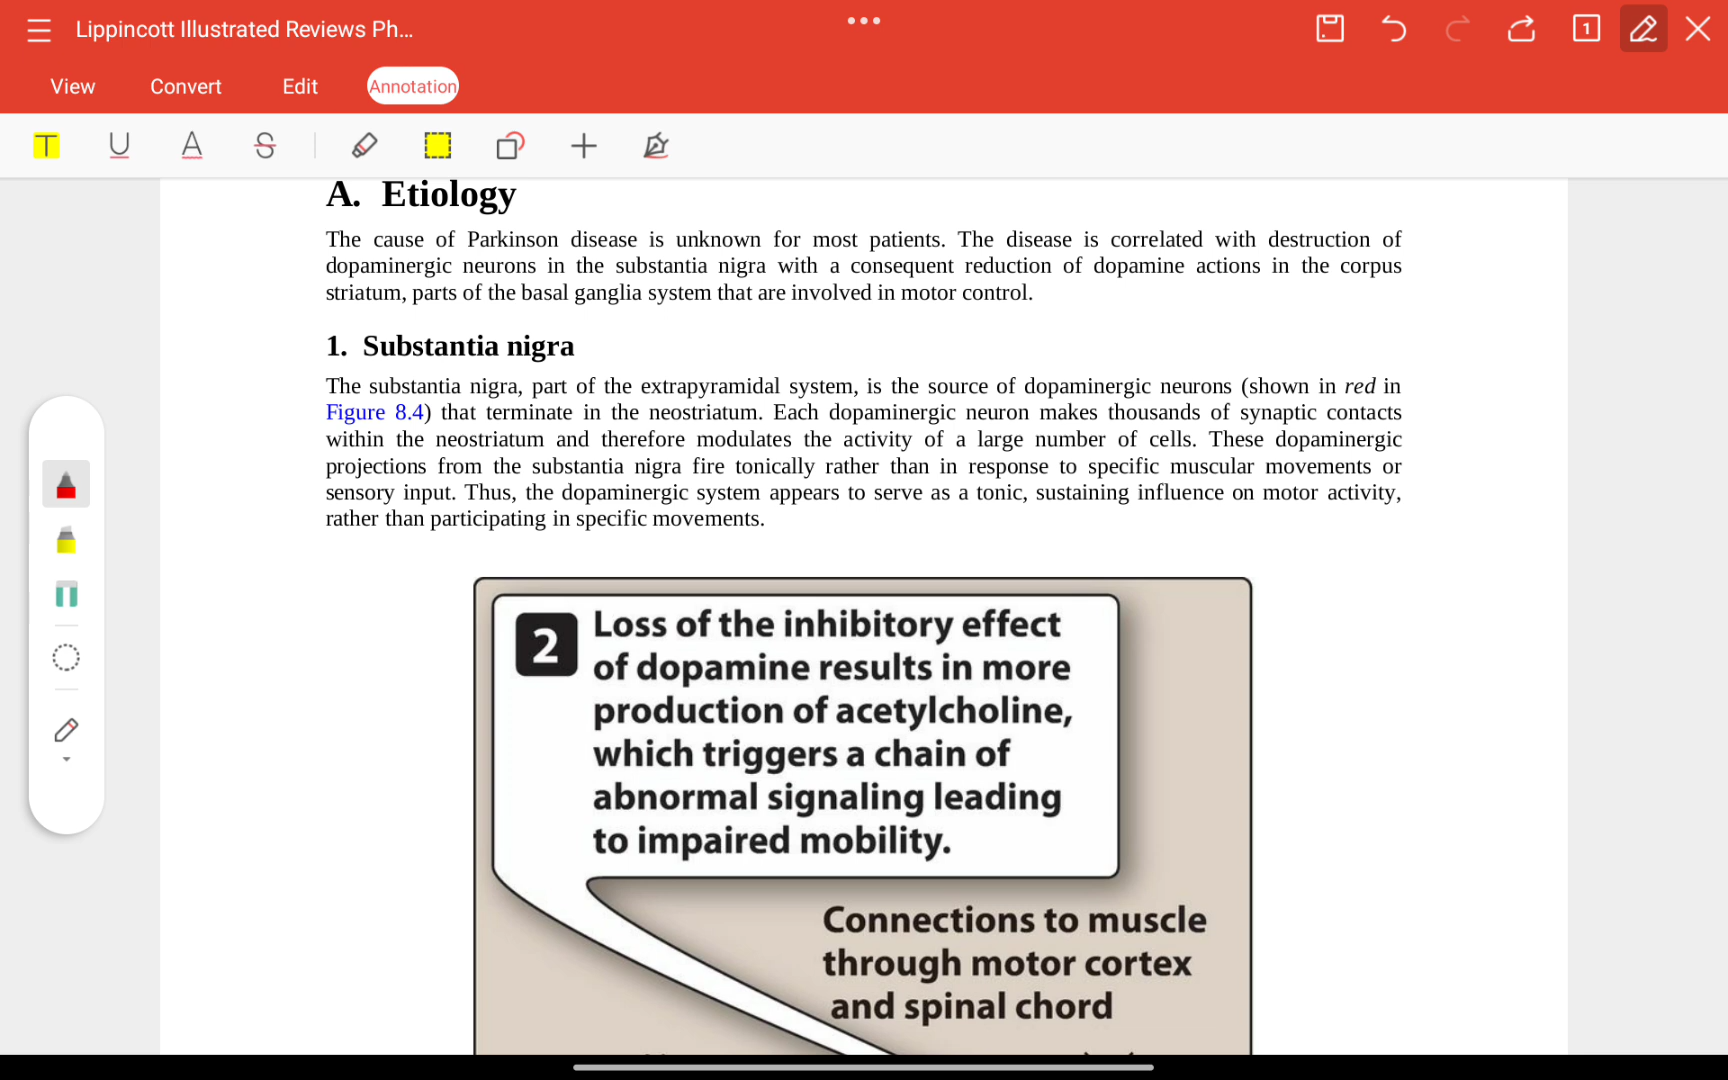 Lippincott Illustrated Reviews Ph...
1
View Convert Edit Annotation
T U A S
A. Etiology
The cause of Parkinson disease is unknown for most patients. The disease is correlated with destruction of
dopaminergic neurons in the substantia nigra with a consequent reduction of dopamine actions in the corpus
striatum, parts of the basal ganglia system that are involved in motor control.
1. Substantia nigra
The substantia nigra, part of the extrapyramidal system, is the source of dopaminergic neurons (shown in red in
Figure 8.4) that terminate in the neostriatum. Each dopaminergic neuron makes thousands of synaptic contacts
within the neostriatum and therefore modulates the activity of a large number of cells. These dopaminergic
projections from the substantia nigra fire tonically rather than in response to specific muscular movements or
sensory input. Thus, the dopaminergic system appears to serve as a tonic, sustaining influence on motor activity,
rather than participating in specific movements.
2 Loss of the inhibitory effect
of dopamine results in more
production of acetylcholine,
which triggers a chain of
abnormal signaling leading
to impaired mobility.
Connections to muscle
through motor cortex
and spinal chord